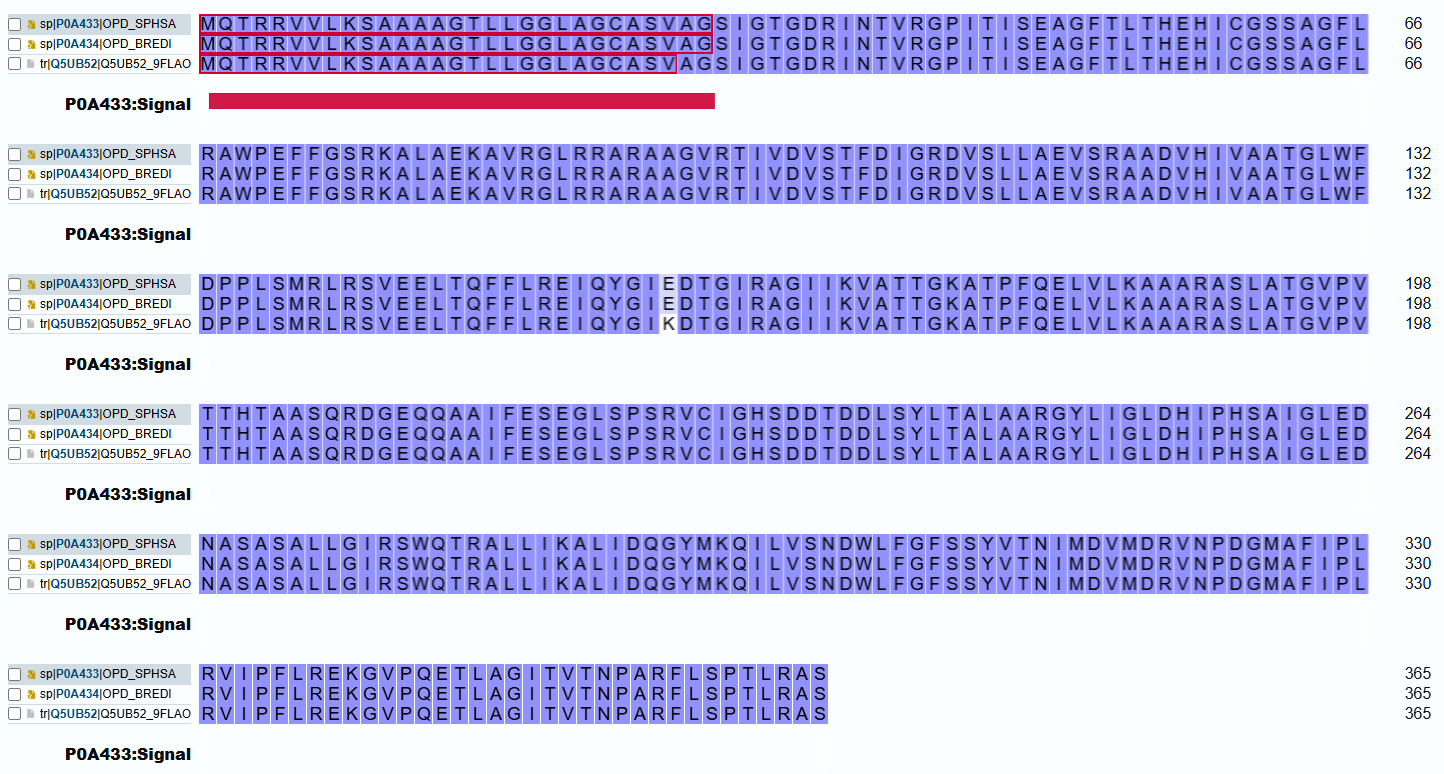 sp|P0A433|OPD_SPHSA MQTRRVVLKSAAAAGTLLGGLAGCASVAGSIGTGDRINTVRGPITISEAGFTLTHEHICGSSAGFL 66
sp|P0A434|OPD_BREDI MQTRRVVLKSAAAAGTLLGGLAGCASVAGSIGTGDRINTVRGPITISEAGFTLTHEHICGSSAGFL 66
tr|Q5UB52|Q5UB52_9FLAO MQTRRVVLKSAAAAGTLLGGLAGCASVAGSIGTGDRINTVRGPITISEAGFTLTHEHICGSSAGFL 66
P0A433:Signal
sp|P0A433|OPD_SPHSA RAWPEFFGSRKALAEKAVRGLRRARAAGVRTIVDVSTFDIGRDVSLLAEVSRAADVHIVAATGLWF 132
sp|P0A434|OPD_BREDI RAWPEFFGSRKALAEKAVRGLRRARAAGVRTIVDVSTFDIGRDVSLLAEVSRAADVHIVAATGLWF 132
tr|Q5UB52|Q5UB52_9FLAO RAWPEFFGSRKALAEKAVRGLRRARAAGVRTIVDVSTFDIGRDVSLLAEVSRAADVHIVAATGLWF 132
P0A433:Signal
sp|P0A433|OPD_SPHSA DPPLSMRLRSVEELTQFFLREIQYGIEDTGIRAGIIKVATTGKATPFQELVLKAAARASLATGVPV 198
sp|P0A434|OPD_BREDI DPPLSMRLRSVEELTQFFLREIQYGIEDTGIRAGIIKVATTGKATPFQELVLKAAARASLATGVPV 198
tr|Q5UB52|Q5UB52_9FLAO DPPLSMRLRSVEELTQFFLREIQYGIKDTGIRAGIIKVATTGKATPFQELVLKAAARASLATGVPV 198
P0A433:Signal
sp|P0A433|OPD_SPHSA TTHTAASQRDGEQQAAIFESEGLSPSRVCIGHSDDTDDLSYLTALAARGYLIGLDHIPHSAIGLED 264
sp|P0A434|OPD_BREDI TTHTAASQRDGEQQAAIFESEGLSPSRVCIGHSDDTDDLSYLTALAARGYLIGLDHIPHSAIGLED 264
tr|Q5UB52|Q5UB52_9FLAO TTHTAASQRDGEQQAAIFESEGLSPSRVCIGHSDDTDDLSYLTALAARGYLIGLDHIPHSAIGLED 264
P0A433:Signal
sp|P0A433|OPD_SPHSA NASASALLGIRSWQTRALLIKALIDQGYMKQILVSNDWLFGFSSYVTNIMDVMDRVNPDGMAFIPL 330
sp|P0A434|OPD_BREDI NASASALLGIRSWQTRALLIKALIDQGYMKQILVSNDWLFGFSSYVTNIMDVMDRVNPDGMAFIPL 330
tr|Q5UB52|Q5UB52_9FLAO NASASALLGIRSWQTRALLIKALIDQGYMKQILVSNDWLFGFSSYVTNIMDVMDRVNPDGMAFIPL 330
P0A433:Signal
sp|P0A433|OPD_SPHSA RVIPFLREKGVPQETLAGITVTNPARFLSPTLRAS 365
sp|P0A434|OPD_BREDI RVIPFLREKGVPQETLAGITVTNPARFLSPTLRAS 365
tr|Q5UB52|Q5UB52_9FLAO RVIPFLREKGVPQETLAGITVTNPARFLSPTLRAS 365
P0A433:Signal